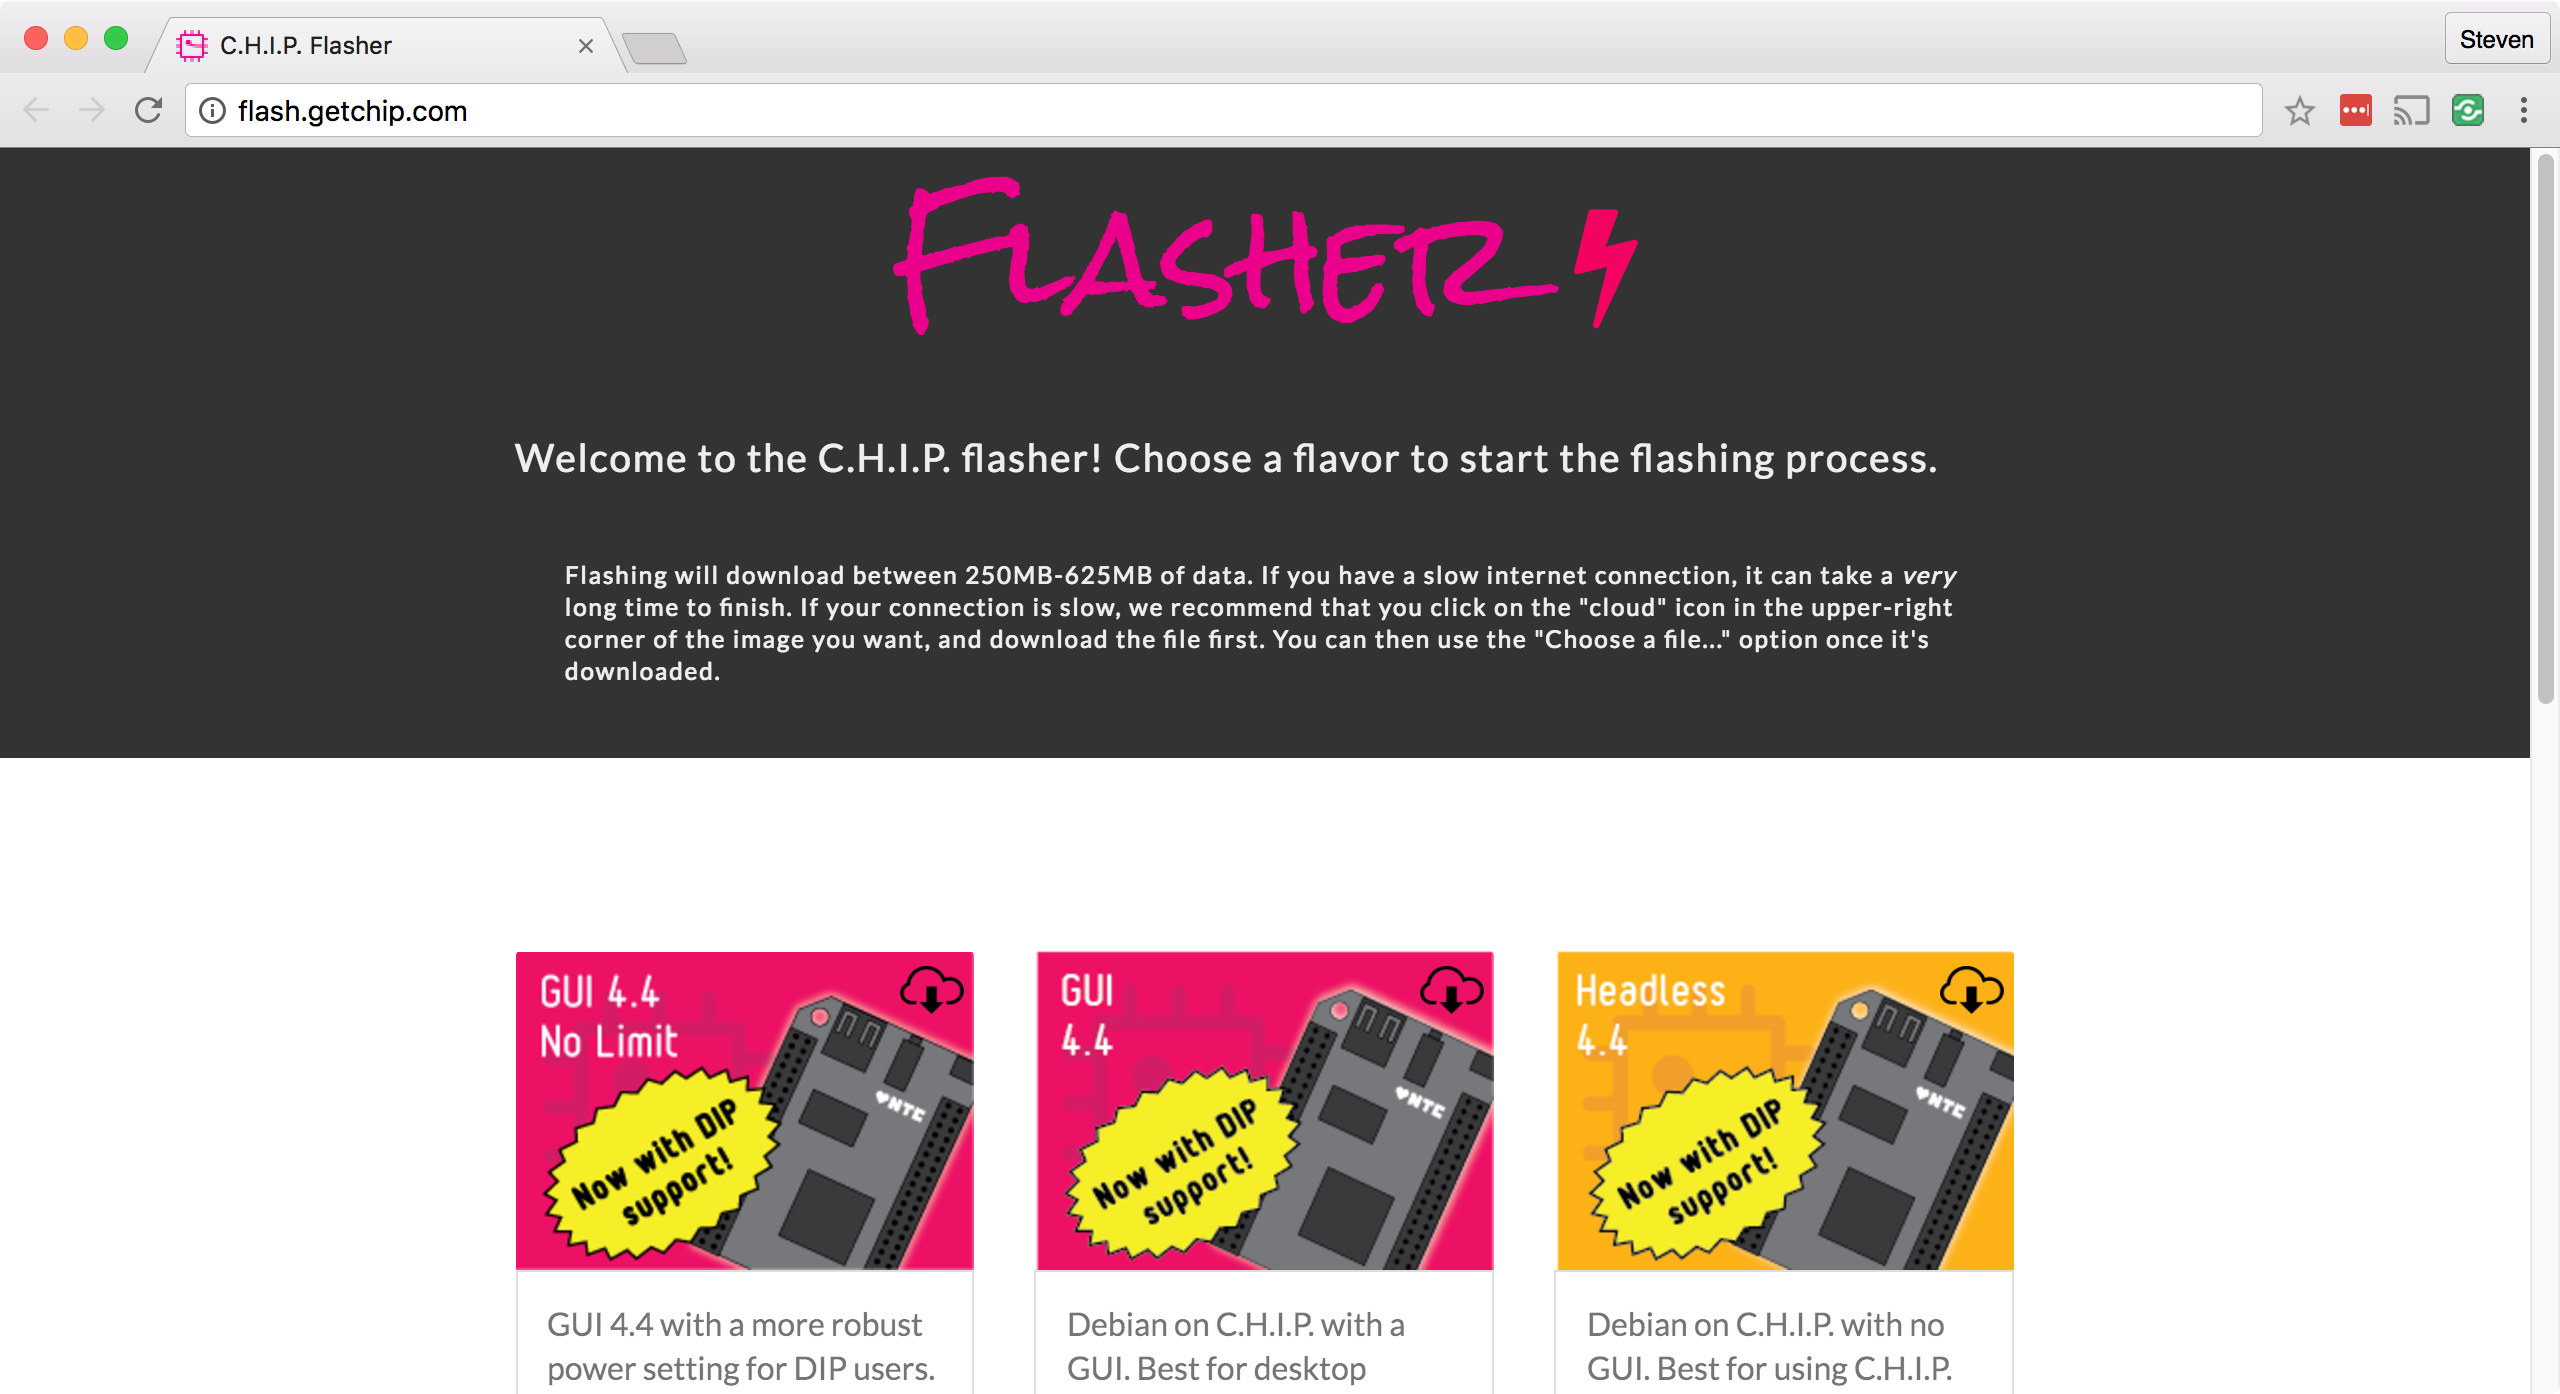 C.H.I.P. Flasher
Steven
flash.getchip.com
FLASHER
Welcome to the C.H.I.P. flasher! Choose a flavor to start the flashing process.
Flashing will download between 250MB-625MB of data. If you have a slow internet connection, it can take a very
long time to finish. If your connection is slow, we recommend that you click on the "cloud" icon in the upper-right
corner of the image you want, and download the file first. You can then use the "Choose a file..." option once it's
downloaded.
GUI 4.4
No Limit
NTC
Now with DIP
support!
GUI 4.4 with a more robust
power setting for DIP users.
GUI
4.4
NTC
Now with DIP
support!
Debian on C.H.I.P. with a
GUI. Best for desktop
Headless
4.4
NTC
Now with DIP
support!
Debian on C.H.I.P. with no
GUI. Best for using C.H.I.P.